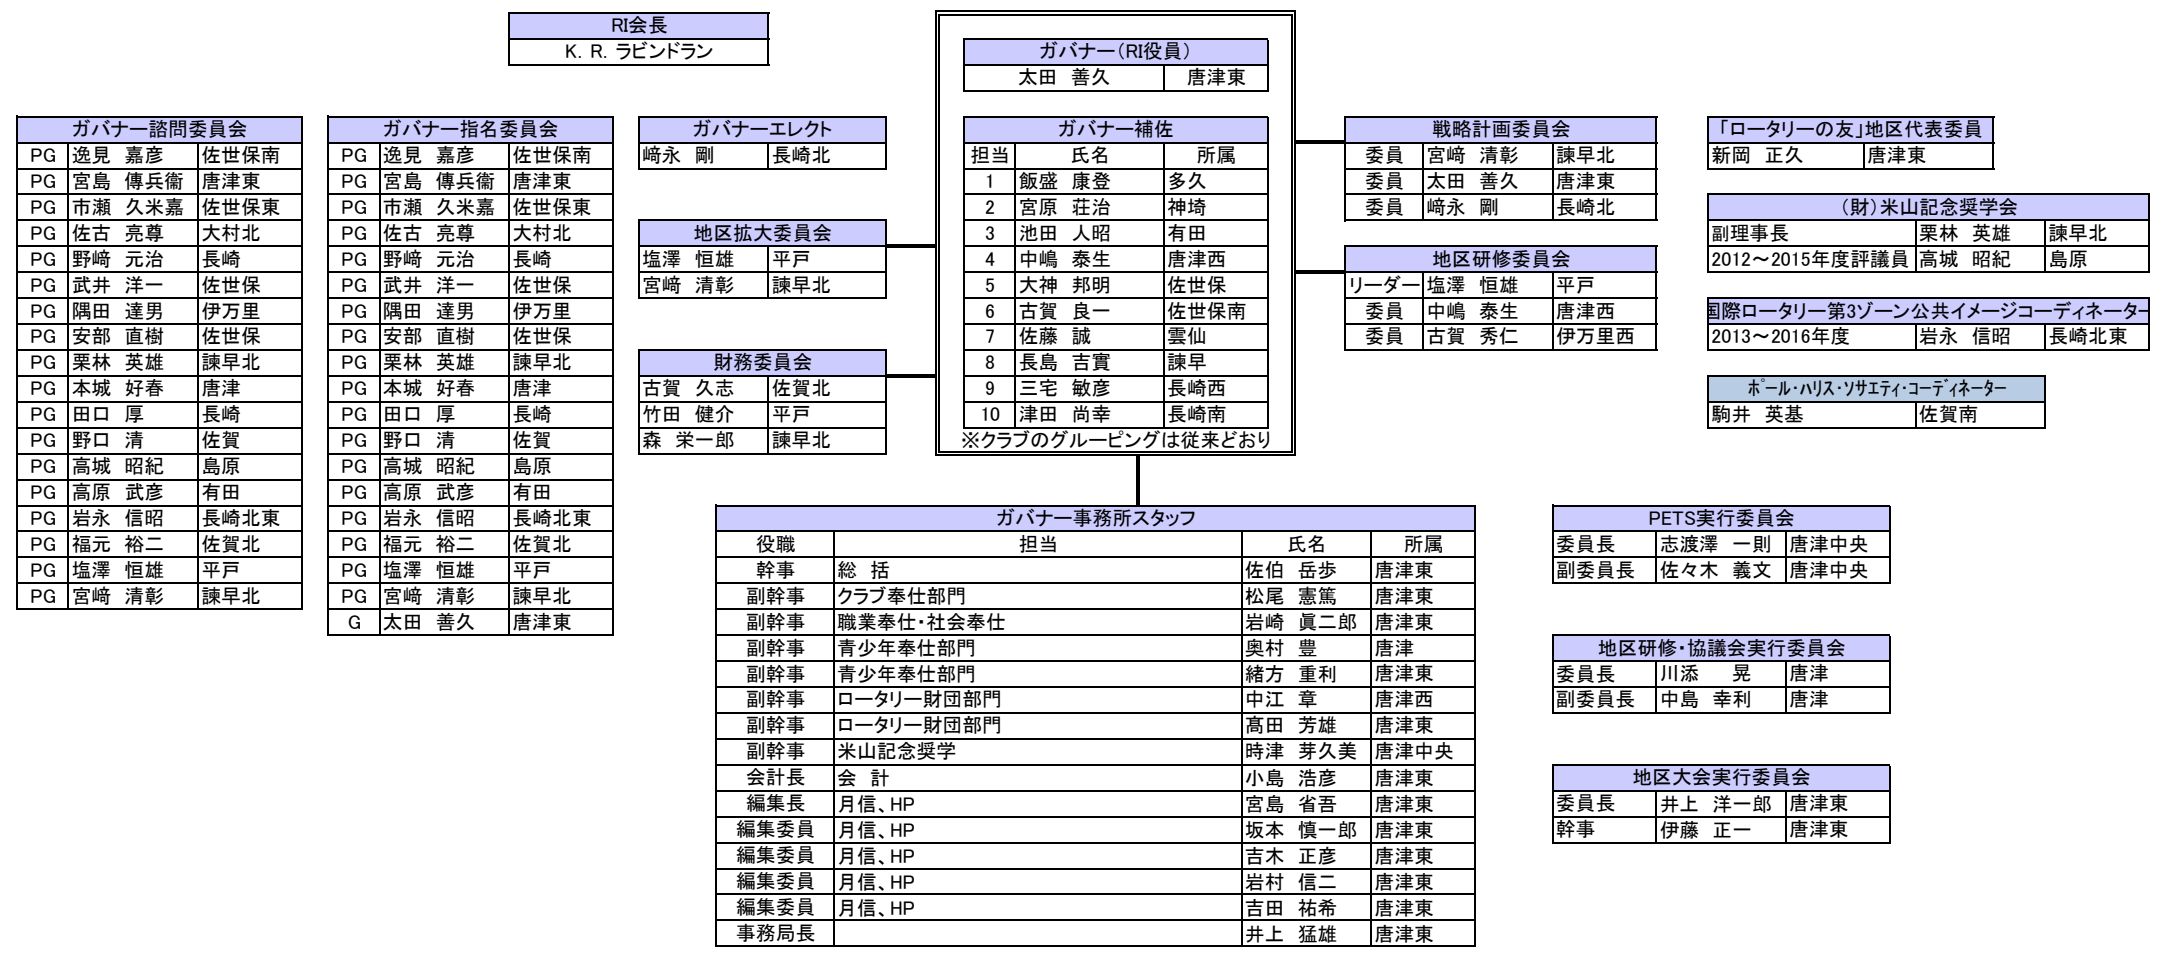 RI会長
K. R. ラビンドラン
ガバナー（RI役員）
太田 善久 唐津東
ガバナー諮問委員会
PG 逸見 嘉彦 佐世保南
PG 宮島 傳兵衞 唐津東
PG 市瀬 久米嘉 佐世保東
PG 佐古 亮尊 大村北
PG 野﨑 元治 長崎
PG 武井 洋一 佐世保
PG 隅田 達男 伊万里
PG 安部 直樹 佐世保
PG 栗林 英雄 諫早北
PG 本城 好春 唐津
PG 田口 厚 長崎
PG 野口 清 佐賀
PG 高城 昭紀 島原
PG 高原 武彦 有田
PG 岩永 信昭 長崎北東
PG 福元 裕二 佐賀北
PG 塩澤 恒雄 平戸
PG 宮﨑 清彰 諫早北
ガバナー指名委員会
PG 逸見 嘉彦 佐世保南
PG 宮島 傳兵衞 唐津東
PG 市瀬 久米嘉 佐世保東
PG 佐古 亮尊 大村北
PG 野﨑 元治 長崎
PG 武井 洋一 佐世保
PG 隅田 達男 伊万里
PG 安部 直樹 佐世保
PG 栗林 英雄 諫早北
PG 本城 好春 唐津
PG 田口 厚 長崎
PG 野口 清 佐賀
PG 高城 昭紀 島原
PG 高原 武彦 有田
PG 岩永 信昭 長崎北東
PG 福元 裕二 佐賀北
PG 塩澤 恒雄 平戸
PG 宮﨑 清彰 諫早北
G 太田 善久 唐津東
ガバナーエレクト
﨑永 剛 長崎北
地区拡大委員会
塩澤 恒雄 平戸
宮﨑 清彰 諫早北
財務委員会
古賀 久志 佐賀北
竹田 健介 平戸
森 栄一郎 諫早北
ガバナー補佐
担当 氏名 所属
1 飯盛 康登 多久
2 宮原 荘治 神埼
3 池田 人昭 有田
4 中嶋 泰生 唐津西
5 大神 邦明 佐世保
6 古賀 良一 佐世保南
7 佐藤 誠 雲仙
8 長島 吉實 諫早
9 三宅 敏彦 長崎西
10 津田 尚幸 長崎南
※クラブのグルーピングは従来どおり
戦略計画委員会
委員 宮﨑 清彰 諫早北
委員 太田 善久 唐津東
委員 﨑永 剛 長崎北
地区研修委員会
リーダー 塩澤 恒雄 平戸
委員 中嶋 泰生 唐津西
委員 古賀 秀仁 伊万里西
「ロータリーの友」地区代表委員
新岡 正久 唐津東
（財）米山記念奨学会
副理事長 栗林 英雄 諫早北
2012～2015年度評議員 高城 昭紀 島原
国際ロータリー第3ゾーン公共イメージコーディネーター
2013～2016年度 岩永 信昭 長崎北東
ﾎﾟｰﾙ・ﾊﾘｽ・ｿｻｴﾃｨ・ｺｰﾃﾞｨﾈｰﾀｰ
駒井 英基 佐賀南
ガバナー事務所スタッフ
役職 担当 氏名 所属
幹事 総 括 佐伯 岳歩 唐津東
副幹事 クラブ奉仕部門 松尾 憲篤 唐津東
副幹事 職業奉仕・社会奉仕 岩崎 眞二郎 唐津東
副幹事 青少年奉仕部門 奥村 豊 唐津
副幹事 青少年奉仕部門 緒方 重利 唐津東
副幹事 ロータリー財団部門 中江 章 唐津西
副幹事 ロータリー財団部門 髙田 芳雄 唐津東
副幹事 米山記念奨学 時津 芽久美 唐津中央
会計長 会 計 小島 浩彦 唐津東
編集長 月信、HP 宮島 省吾 唐津東
編集委員 月信、HP 坂本 慎一郎 唐津東
編集委員 月信、HP 吉木 正彦 唐津東
編集委員 月信、HP 岩村 信二 唐津東
編集委員 月信、HP 吉田 祐希 唐津東
事務局長 井上 猛雄 唐津東
PETS実行委員会
委員長 志渡澤 一則 唐津中央
副委員長 佐々木 義文 唐津中央
地区研修・協議会実行委員会
委員長 川添 晃 唐津
副委員長 中島 幸利 唐津
地区大会実行委員会
委員長 井上 洋一郎 唐津東
幹事 伊藤 正一 唐津東